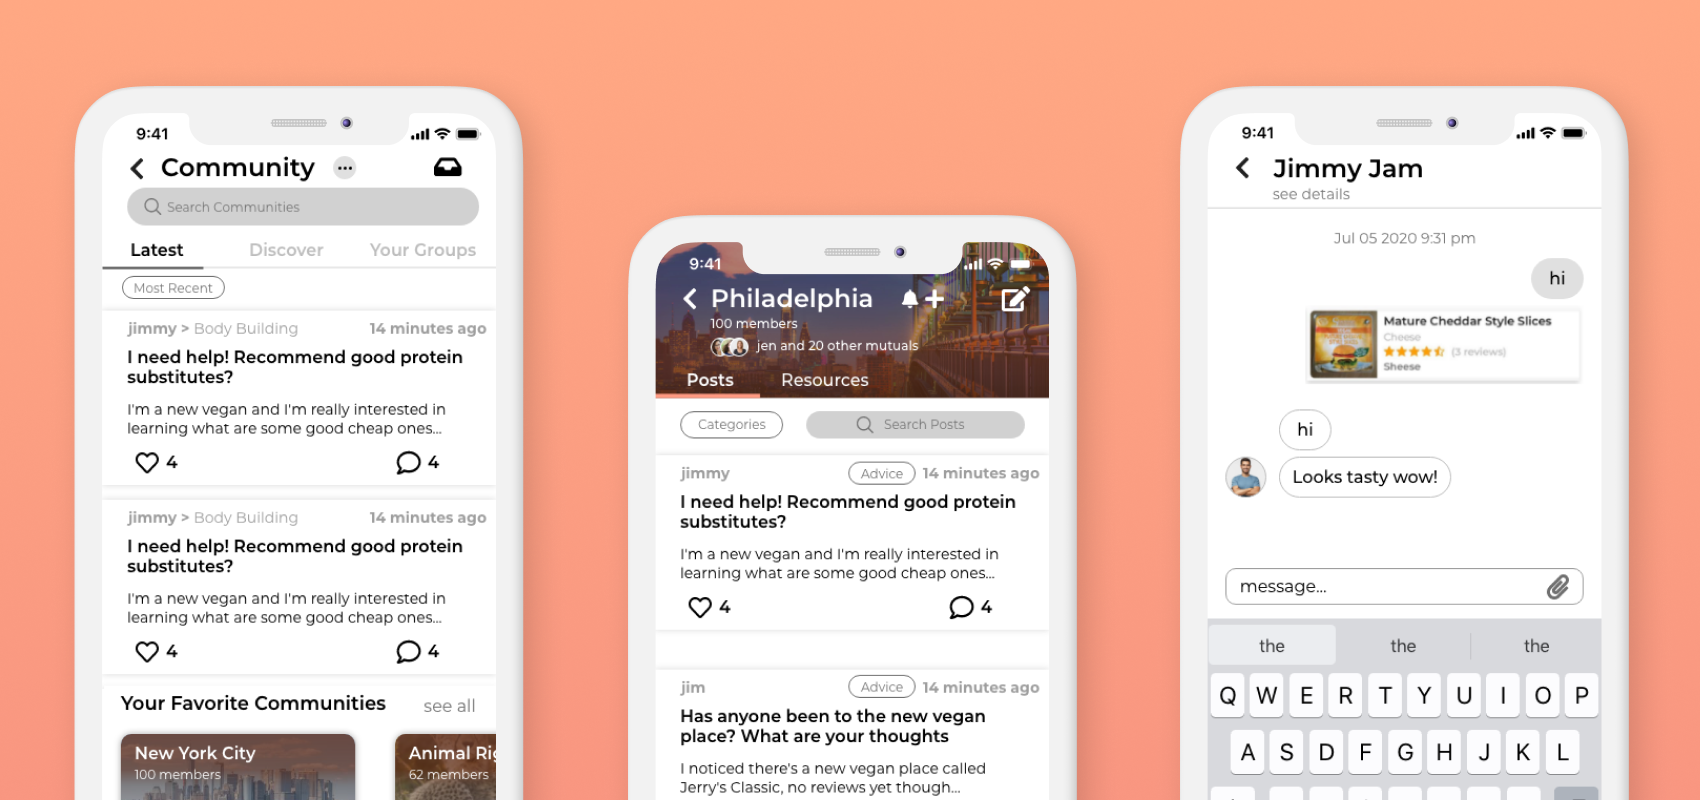 9:41
Community
Search Communities
Latest
Discover
Your Groups
Most Recent
jimmy > Body Building
14 minutes ago
I need help! Recommend good protein
substitutes?
I'm a new vegan and I'm really interested in
learning what are some good cheap ones...
4
4
jimmy > Body Building
14 minutes ago
I need help! Recommend good protein
substitutes?
I'm a new vegan and I'm really interested in
learning what are some good cheap ones...
4
4
Your Favorite Communities
see all
New York City
100 members
Animal Rig
62 members
9:41
Philadelphia
100 members
jen and 20 other mutuals
Posts
Resources
Categories
Search Posts
jimmy
Advice
14 minutes ago
I need help! Recommend good protein
substitutes?
I'm a new vegan and I'm really interested in
learning what are some good cheap ones...
4
4
jim
Advice
14 minutes ago
Has anyone been to the new vegan
place? What are your thoughts
I noticed there's a new vegan place called
Jerry's Classic, no reviews yet though...
9:41
Jimmy Jam
see details
Jul 05 2020 9:31 pm
hi
Mature Cheddar Style Slices
Cheese
(3 reviews)
Sheese
hi
Looks tasty wow!
message...
the
the
the
Q W E R T Y U I O P
A S D F G H J K L